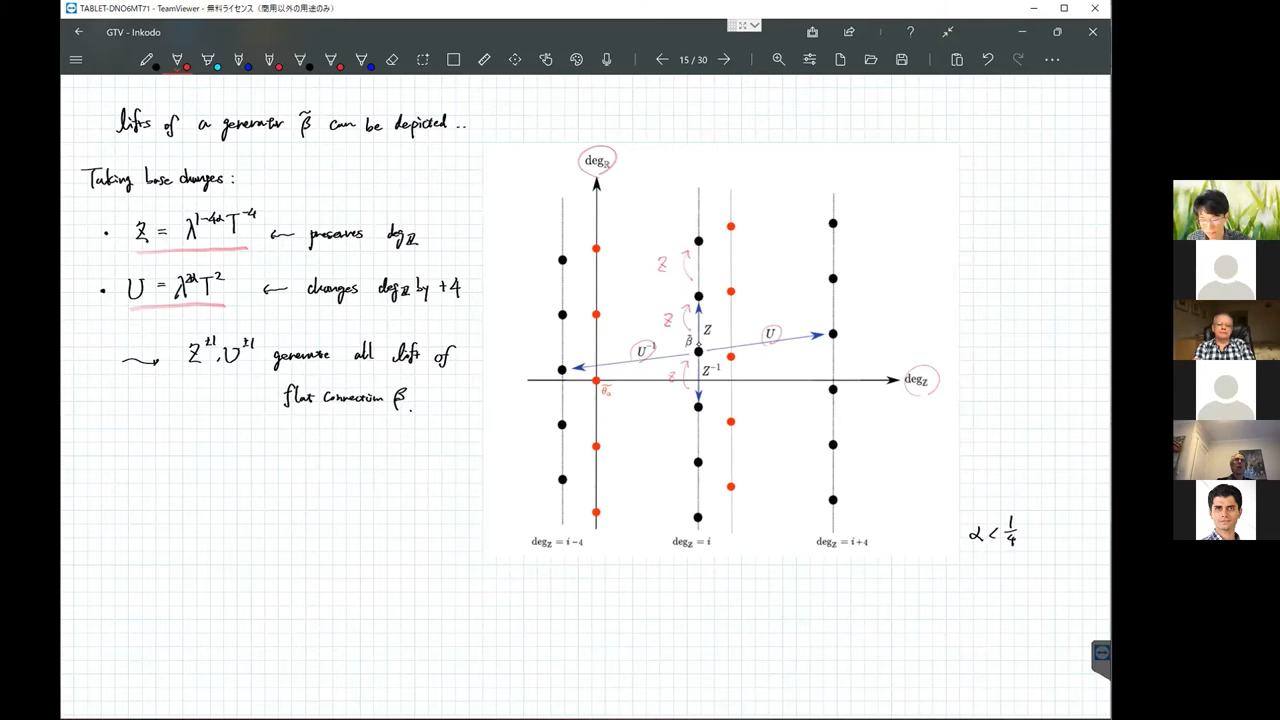 TABLET-DNO6MT71 - TeamViewer - 無料ライセンス (商用以外の用途のみ)
GTV - Inkodo
15 / 30
lifts of a generator β̃ can be depicted ..
Taking base changes :
• Z = λ^{1-4α} T^{-4} ← preserves deg_Z
• U = λ^{2α} T^2 ← changes deg_Z by +4
⇝ Z^{±1}, U^{±1} generate all lift of
flat connection β.
deg_ℝ
Z
Z
Z
U
β̃
U^{-1}
Z
Z^{-1}
deg_ℤ
θ̃_α
deg_ℤ = i - 4
deg_ℤ = i
deg_ℤ = i + 4
α < 1/4